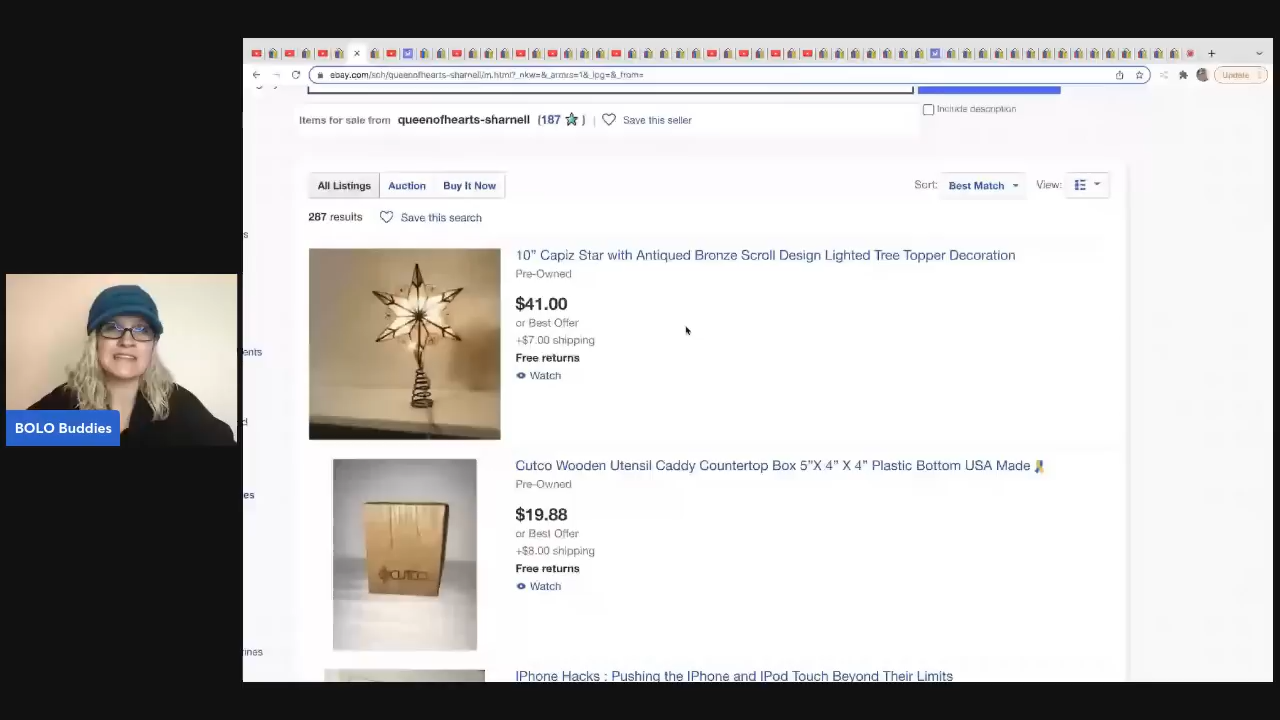 Update
ebay.com/sch/queenofhearts-sharnell/m.html?_nkw=&_armrs=1&_ipg=&_from=
Include description
Items for sale from queenofhearts-sharnell (187 ) | Save this seller
All Listings Auction Buy It Now
Sort: Best Match View:
287 results Save this search
10” Capiz Star with Antiqued Bronze Scroll Design Lighted Tree Topper Decoration
Pre-Owned
$41.00
or Best Offer
+$7.00 shipping
Free returns
Watch
BOLO Buddies
Cutco Wooden Utensil Caddy Countertop Box 5”X 4” X 4” Plastic Bottom USA Made
Pre-Owned
$19.88
or Best Offer
+$8.00 shipping
Free returns
Watch
CUTCO
IPhone Hacks : Pushing the IPhone and IPod Touch Beyond Their Limits